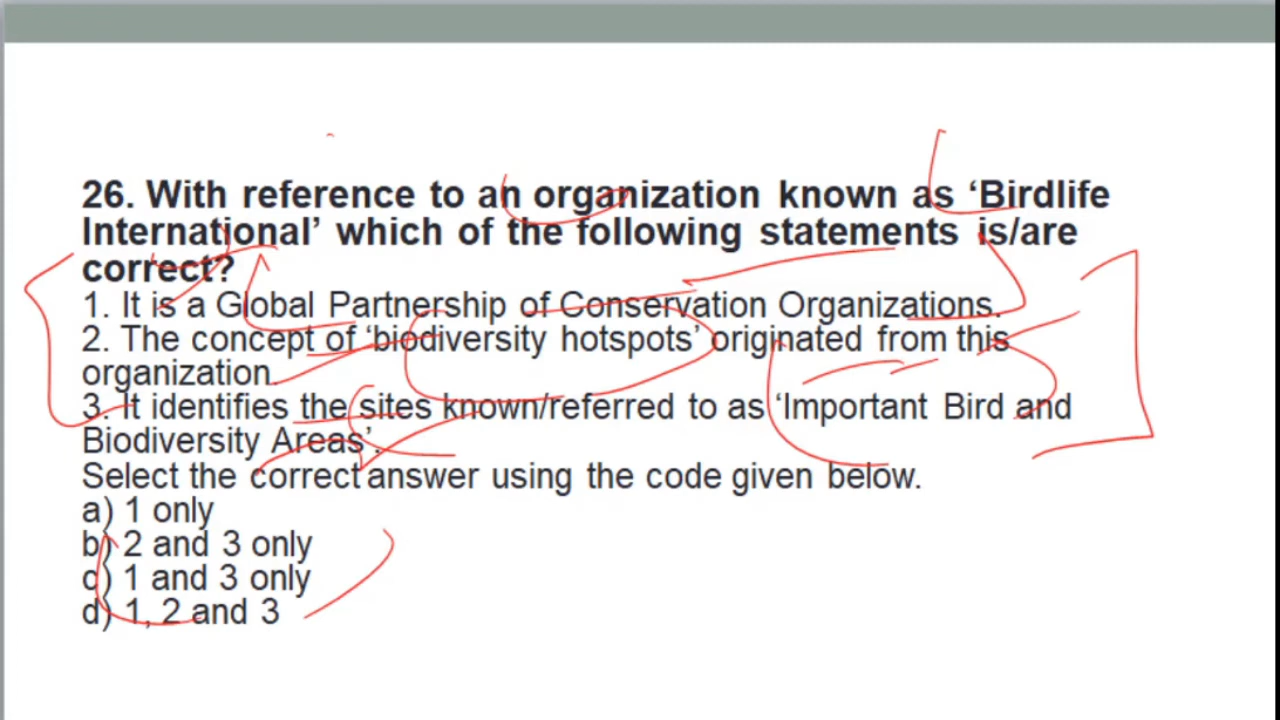 26. With reference to an organization known as ‘Birdlife
International’ which of the following statements is/are
correct?
1. It is a Global Partnership of Conservation Organizations.
2. The concept of ‘biodiversity hotspots’ originated from this
organization.
3. It identifies the sites known/referred to as ‘Important Bird and
Biodiversity Areas’.
Select the correct answer using the code given below.
a) 1 only
b) 2 and 3 only
c) 1 and 3 only
d) 1, 2 and 3